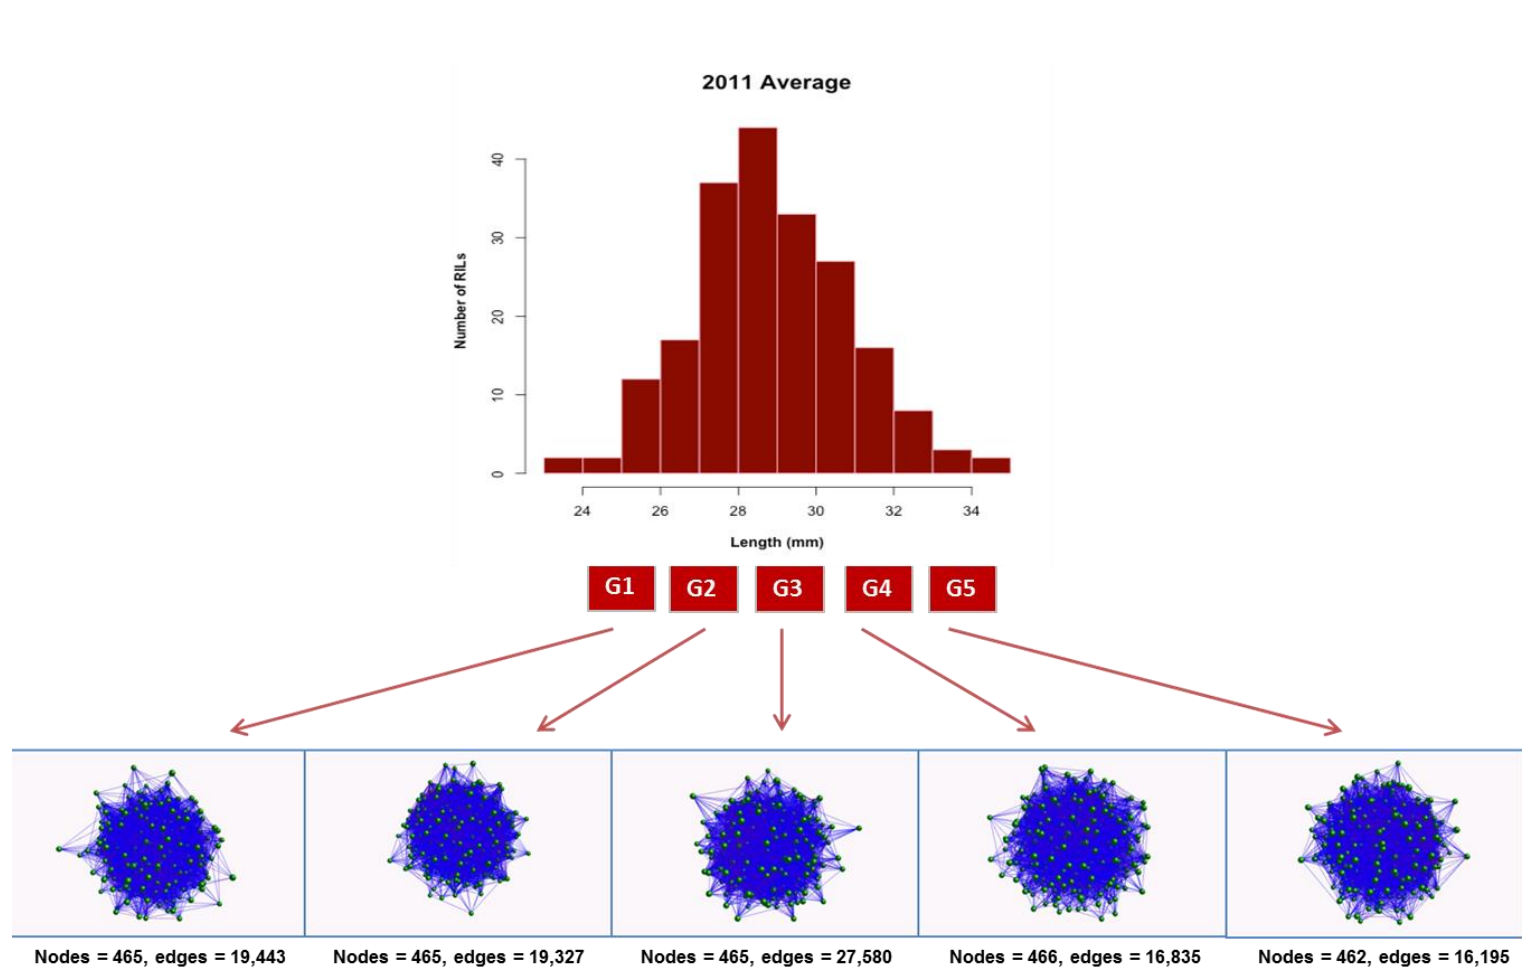 2011 Average
Number of RILs
40
30
20
10
0
24 26 28 30 32 34
Length (mm)
G1 G2 G3 G4 G5
Nodes = 465, edges = 19,443 Nodes = 465, edges = 19,327 Nodes = 465, edges = 27,580 Nodes = 466, edges = 16,835 Nodes = 462, edges = 16,195